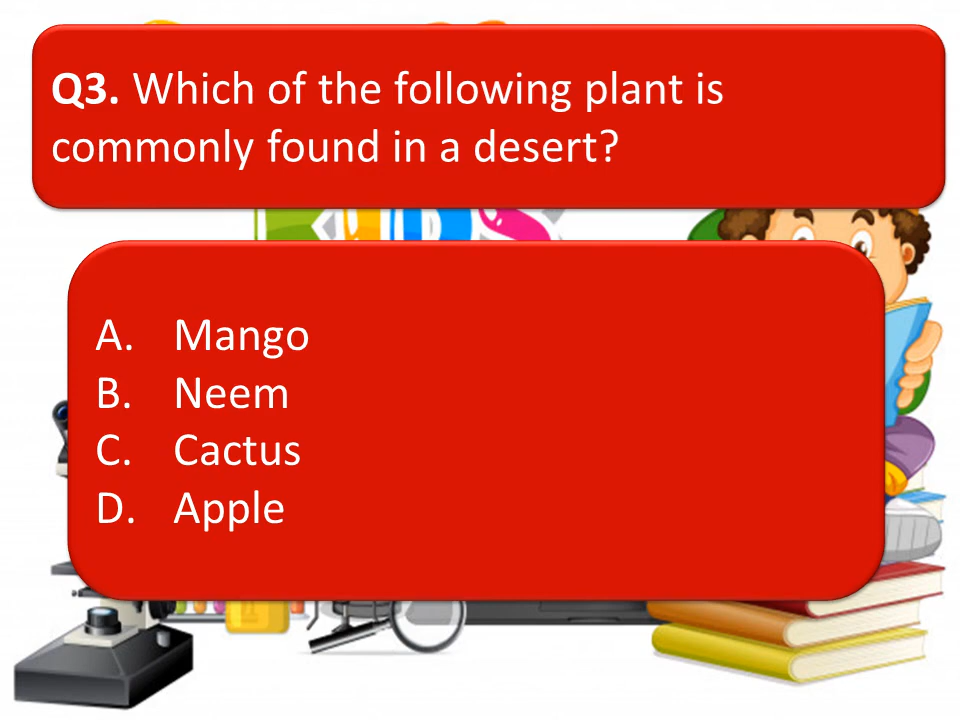 Q3. Which of the following plant is
commonly found in a desert?
A. Mango
B. Neem
C. Cactus
D. Apple